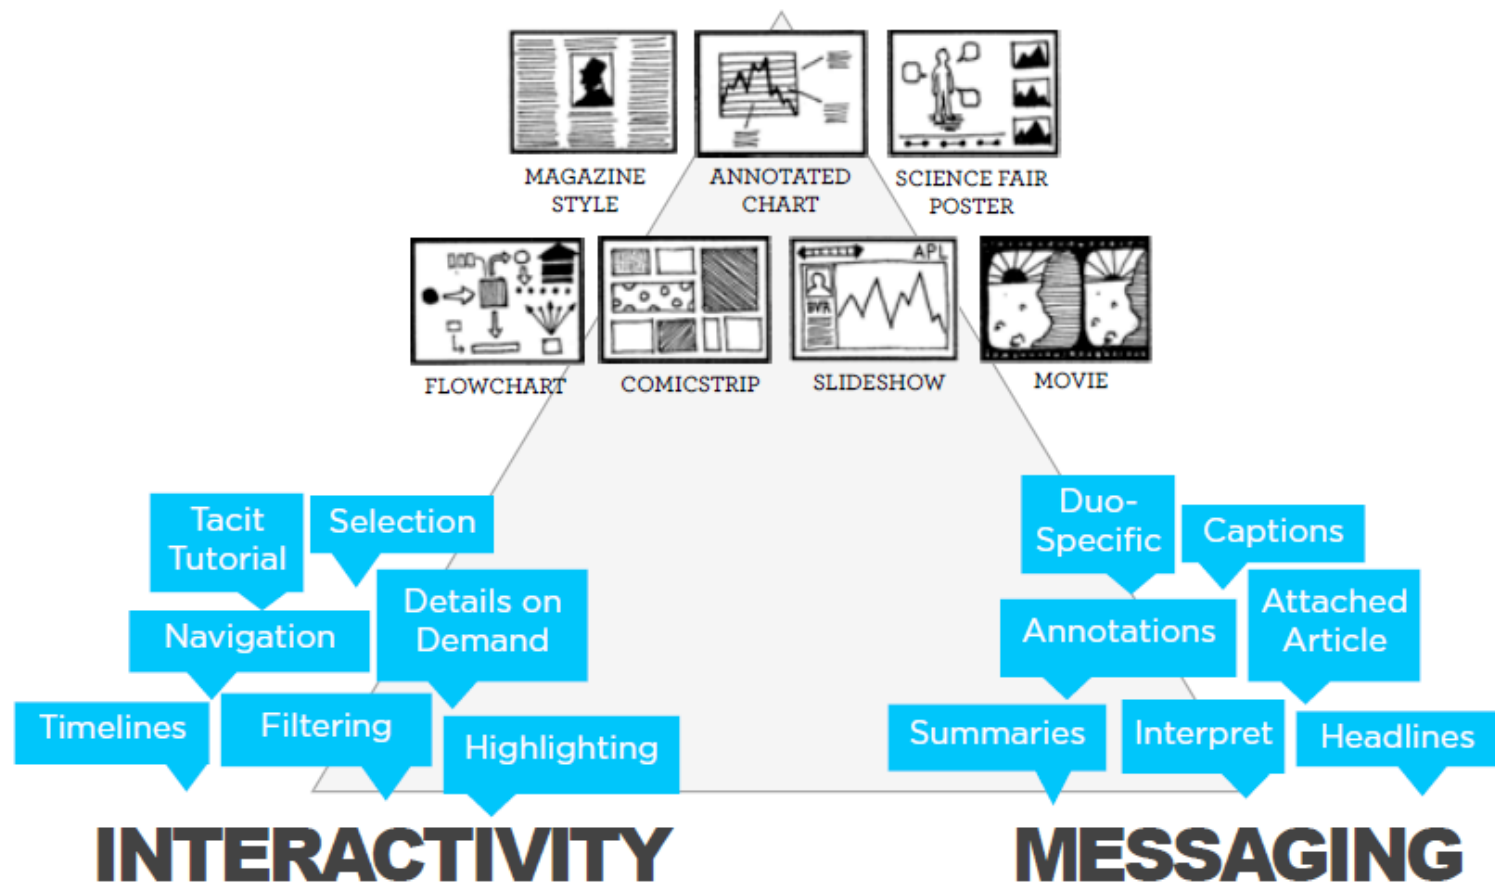 MAGAZINE
STYLE
ANNOTATED
CHART
SCIENCE FAIR
POSTER
APL
BVR
FLOWCHART
COMICSTRIP
SLIDESHOW
MOVIE
Tacit
Tutorial
Selection
Navigation
Details on
Demand
Timelines
Filtering
Highlighting
Duo-
Specific
Captions
Annotations
Attached
Article
Summaries
Interpret
Headlines
INTERACTIVITY
MESSAGING